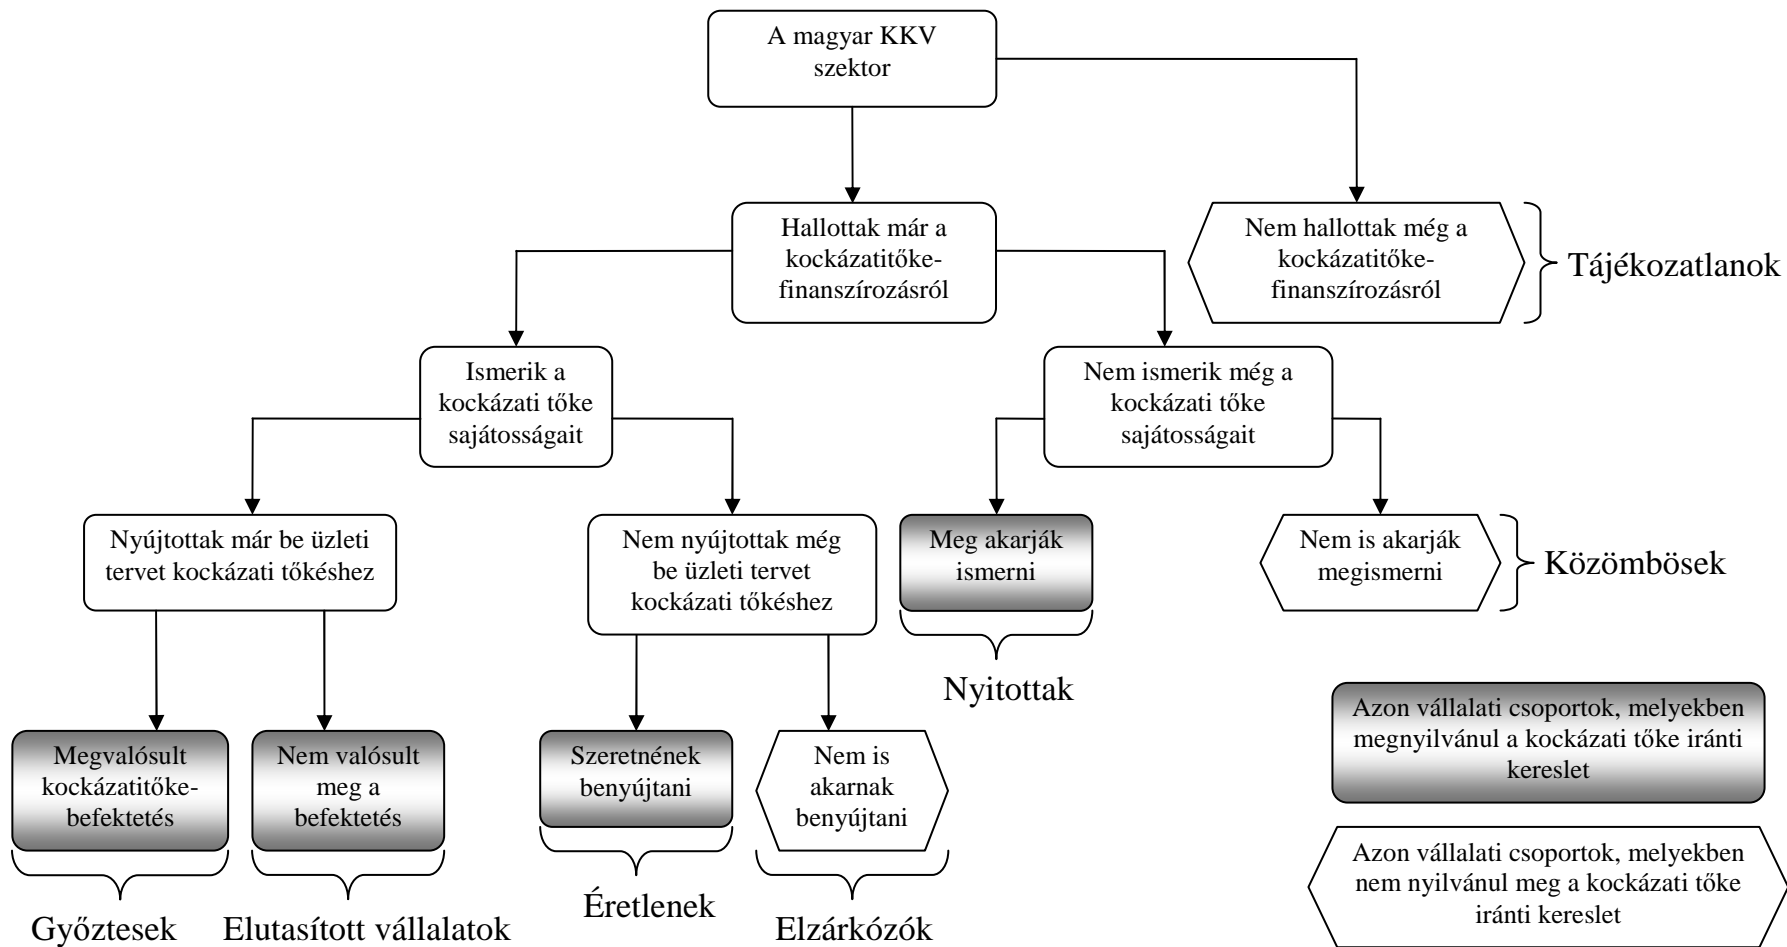 A magyar KKV
szektor
Hallottak már a
kockázatitőke-
finanszírozásról
Nem hallottak még a
kockázatitőke-
finanszírozásról
Tájékozatlanok
Ismerik a
kockázati tőke
sajátosságait
Nem ismerik még a
kockázati tőke
sajátosságait
Nyújtottak már be üzleti
tervet kockázati tőkéshez
Nem nyújtottak még
be üzleti tervet
kockázati tőkéshez
Meg akarják
ismerni
Nem is akarják
megismerni
Közömbösek
Nyitottak
Megvalósult
kockázatitőke-
befektetés
Nem valósult
meg a
befektetés
Szeretnének
benyújtani
Nem is
akarnak
benyújtani
Azon vállalati csoportok, melyekben
megnyilvánul a kockázati tőke iránti
kereslet
Győztesek
Elutasított vállalatok
Éretlenek
Elzárkózók
Azon vállalati csoportok, melyekben
nem nyilvánul meg a kockázati tőke
iránti kereslet